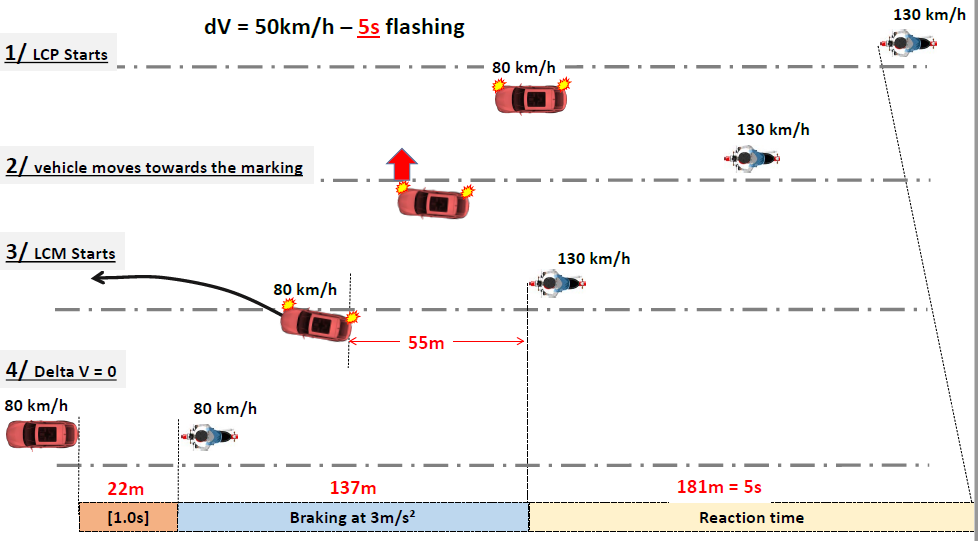 dV = 50km/h – 5s flashing
130 km/h
1/ LCP Starts
80 km/h
130 km/h
2/ vehicle moves towards the marking
3/ LCM Starts
130 km/h
80 km/h
55m
4/ Delta V = 0
80 km/h
80 km/h
22m
137m
181m = 5s
[1.0s]
Braking at 3m/s²
Reaction time